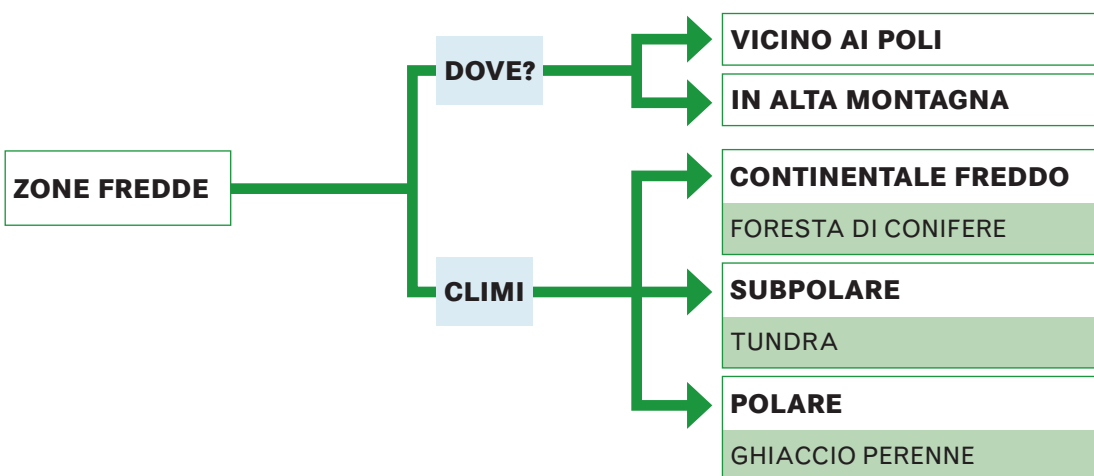 ZONE FREDDE
DOVE?
VICINO AI POLI
IN ALTA MONTAGNA
CLIMI
CONTINENTALE FREDDO
FORESTA DI CONIFERE
SUBPOLARE
TUNDRA
POLARE
GHIACCIO PERENNE